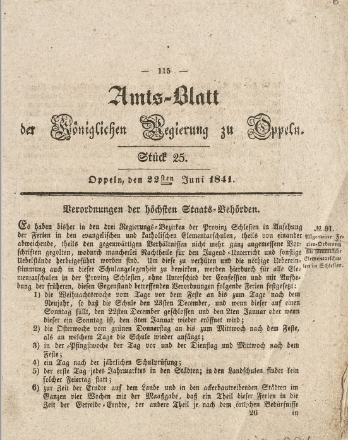 — 115 —
Amts-Blatt
der Königlichen Regierung zu Oppeln.
Stück 25.
Oppeln, den 22sten Juni 1841.
Verordnungen der höchsten Staats-Behörden.
Es haben bisher in den drei Regierungs-Bezirken der Provinz Schlesien in Ansehung
der Ferien in den evangelischen und katholischen Elementarschulen, theils von einander
abweichende, theils den gegenwärtigen Verhältnissen nicht mehr ganz angemessene Vor-
schriften gegolten, wodurch mancherlei Nachtheile für den Jugend-Unterricht und sonstige
Uebelstände herbeigeführt worden sind. Um diese zu verhüten und die nöthige Ueberein-
stimmung auch in dieser Schulangelegenheit zu bewirken, werden hierdurch für alle Ele-
mentarschulen in der Provinz Schlesien, ohne Unterschied der Confession und mit Aufhe-
bung der früheren, diesen Gegenstand betreffenden Verordnungen folgende Ferien festgesetzt:
№ 91.
Allgemeine Fe-
rien-Ordnung
für sämmtliche
Elementarschu-
len in Schlesien.
1) die Weihnachtswoche vom Tage vor dem Feste an bis zum Tage nach dem
Neujahr, so daß die Schule den 23sten December, und wenn dieser auf einen
Sonntag fällt, den 22sten December geschlossen und den 2ten Januar oder wenn
dieser ein Sonntag ist, den 3ten Januar wieder eröffnet wird;
2) die Osterwoche vom grünen Donnerstag an bis zum Mittwoch nach dem Feste,
als an welchem Tage die Schule wieder anfängt;
3) in der Pfingstwoche der Tag vor und der Dienstag und Mittwoch nach dem
Feste;
4) ein Tag nach der jährlichen Schulprüfung;
5) der erste Tag jedes Jahrmarktes in den Städten; in den Landschulen findet kein
solcher Feiertag statt;
6) zur Zeit der Erndte auf dem Lande und in den ackerbautreibenden Städten im
Ganzen vier Wochen mit der Maaßgabe, daß ein Theil dieser Ferien in die
Zeit der Getreide-Erndte, der andere Theil je nach dem örtlichen Bedürfnisse
26 in